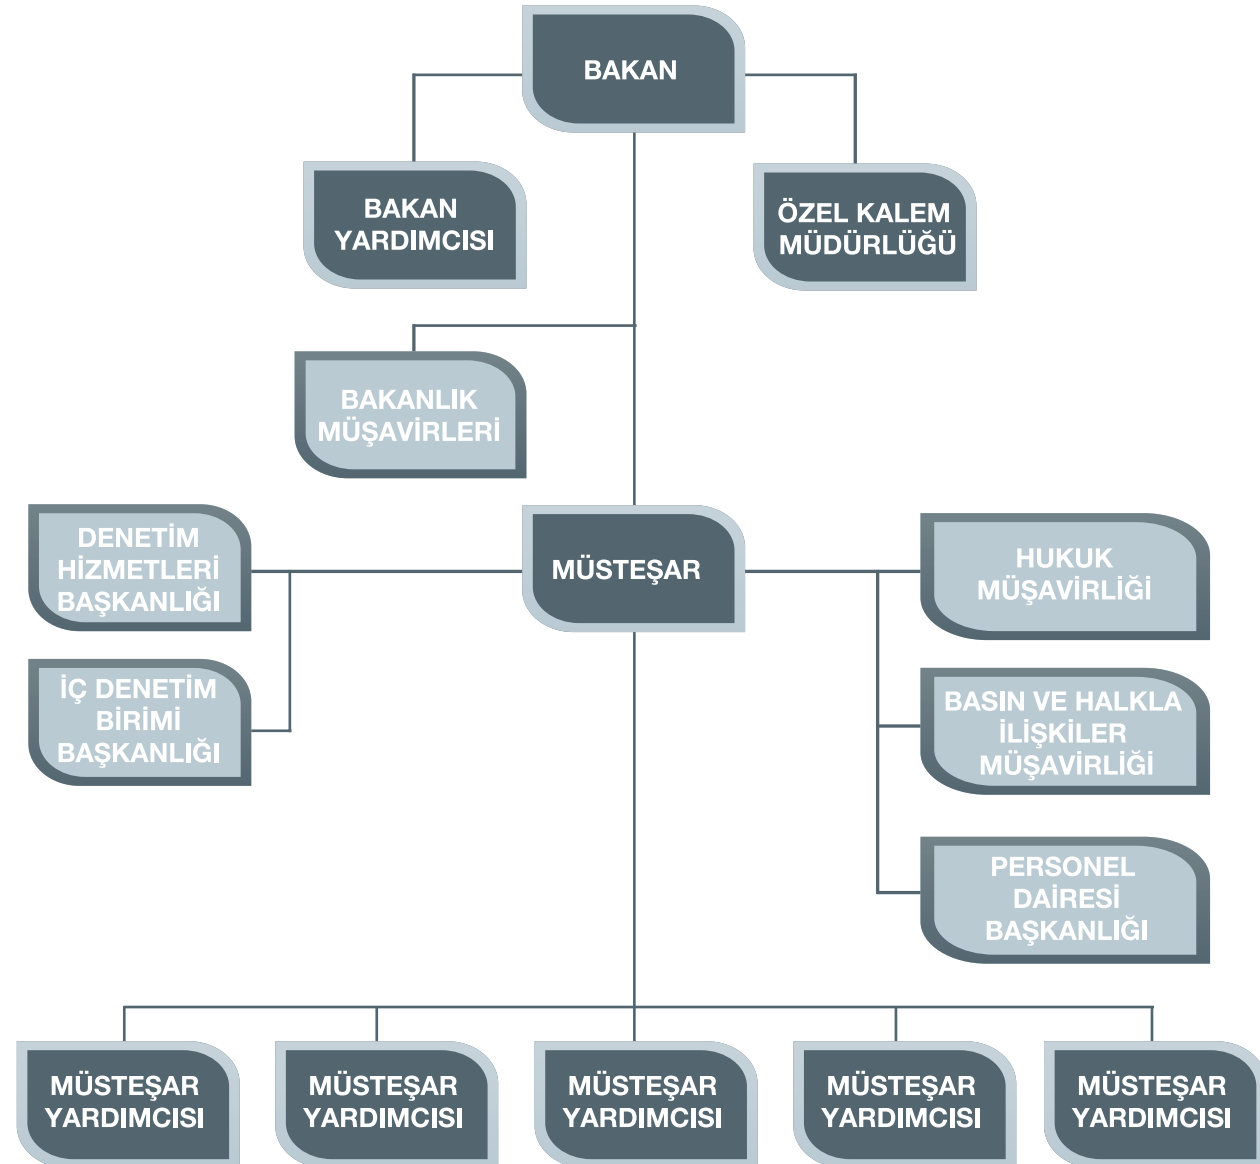 BAKAN
BAKAN
YARDIMCISI
ÖZEL KALEM
MÜDÜRLÜĞÜ
BAKANLIK
MÜŞAVİRLERİ
DENETİM
HİZMETLERİ
BAŞKANLIĞI
MÜSTEŞAR
HUKUK
MÜŞAVİRLİĞİ
İÇ DENETİM
BİRİMİ
BAŞKANLIĞI
BASIN VE HALKLA
İLİŞKİLER
MÜŞAVİRLİĞİ
PERSONEL
DAİRESİ
BAŞKANLIĞI
MÜSTEŞAR
YARDIMCISI
MÜSTEŞAR
YARDIMCISI
MÜSTEŞAR
YARDIMCISI
MÜSTEŞAR
YARDIMCISI
MÜSTEŞAR
YARDIMCISI